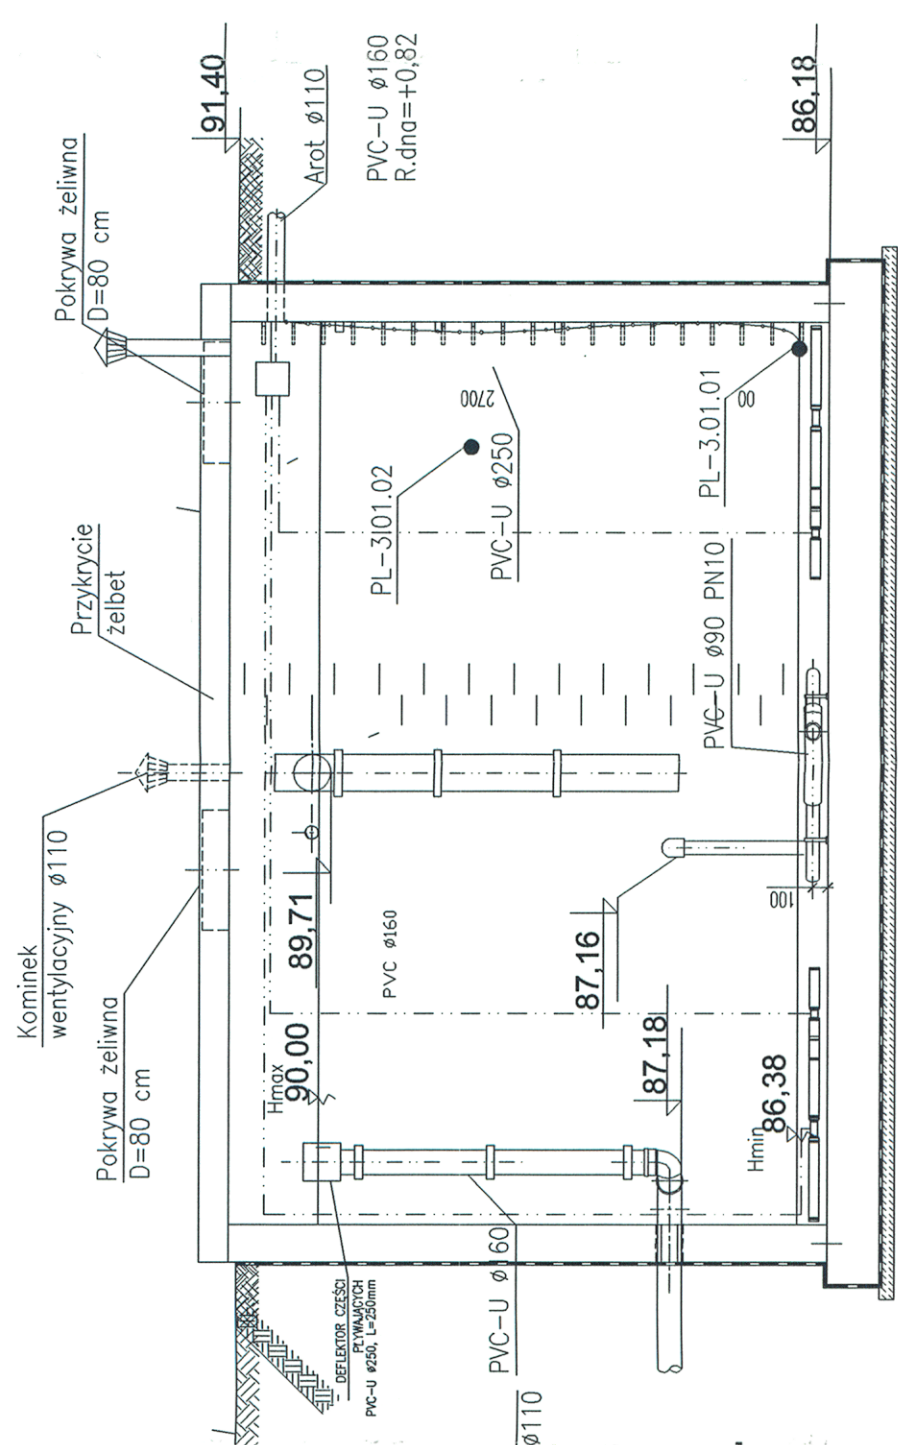 Kominek
wentylacyjny ø110
Pokrywa żeliwna
D=80 cm
Przykrycie
żelbet
Pokrywa żeliwna
D=80 cm
91,40
Arot ø110
PVC-U ø160
R.dna=+0,82
86,18
Hmax
90,00
89,71
PVC ø160
PL-3I01.02
2700
PVC-U ø250
PL-3.01.01
00
PVC-U ø90 PN10
87,16
87,18
100
Hmin
86,38
DEFLEKTOR CZĘŚCI
PŁYWAJĄCYCH
PVC-U ø250, L=250mm
PVC-U ø160
ø110